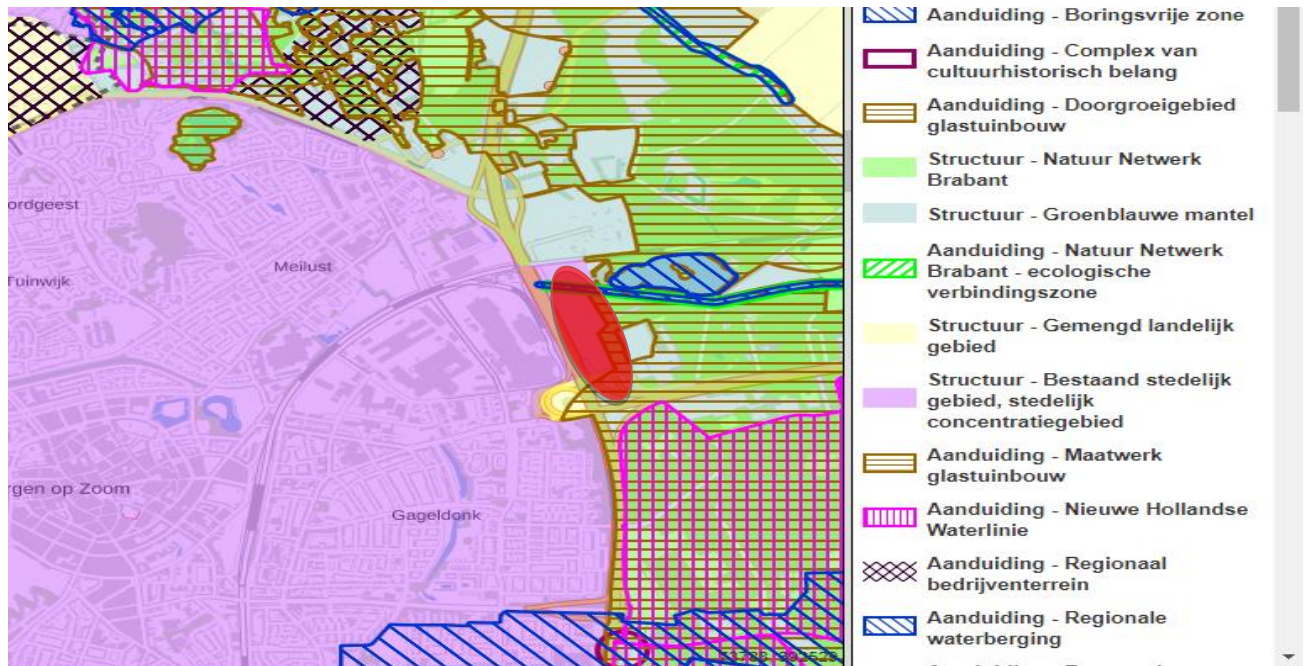 Aanduiding - Boringsvrije zone
Aanduiding - Complex van
cultuurhistorisch belang
Aanduiding - Doorgroeigebied
glastuinbouw
Structuur - Natuur Netwerk
Brabant
Structuur - Groenblauwe mantel
Aanduiding - Natuur Netwerk
Brabant - ecologische
verbindingszone
Structuur - Gemengd landelijk
gebied
Structuur - Bestaand stedelijk
gebied, stedelijk
concentratiegebied
Aanduiding - Maatwerk
glastuinbouw
Aanduiding - Nieuwe Hollandse
Waterlinie
Aanduiding - Regionaal
bedrijventerrein
Aanduiding - Regionale
waterberging
ordgeest
Meilust
Tuinwijk
rgen op Zoom
Gageldonk